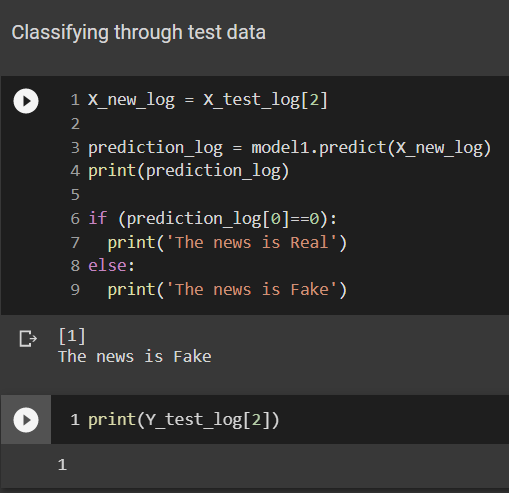 Classifying through test data
1 X_new_log = X_test_log[2]
2
3 prediction_log = model1.predict(X_new_log)
4 print(prediction_log)
5
6 if (prediction_log[0]==0):
7   print('The news is Real')
8 else:
9   print('The news is Fake')
[1]
The news is Fake
1 print(Y_test_log[2])
1